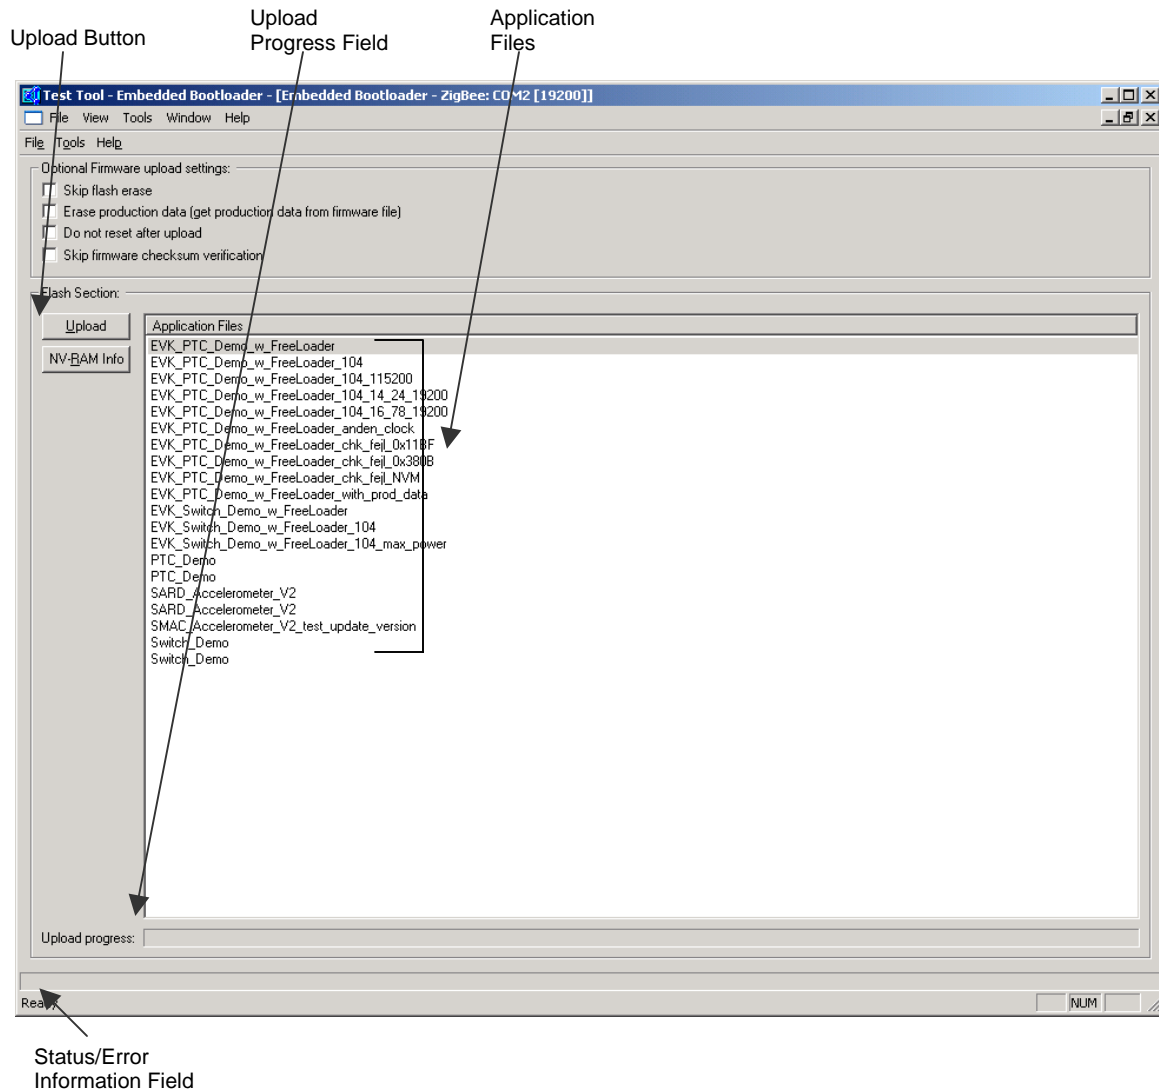 Upload Button
Upload
Progress Field
Application
Files
Test Tool - Embedded Bootloader - [Embedded Bootloader - ZigBee: COM2 [19200]]
File View Tools Window Help
File Tools Help
Optional Firmware upload settings:
Skip flash erase
Erase production data (get production data from firmware file)
Do not reset after upload
Skip firmware checksum verification
Flash Section:
Upload
NV-RAM Info
Application Files
EVK_PTC_Demo_w_FreeLoader
EVK_PTC_Demo_w_FreeLoader_104
EVK_PTC_Demo_w_FreeLoader_104_115200
EVK_PTC_Demo_w_FreeLoader_104_14_24_19200
EVK_PTC_Demo_w_FreeLoader_104_16_78_19200
EVK_PTC_Demo_w_FreeLoader_anden_clock
EVK_PTC_Demo_w_FreeLoader_chk_fejl_0x11BF
EVK_PTC_Demo_w_FreeLoader_chk_fejl_0x380B
EVK_PTC_Demo_w_FreeLoader_chk_fejl_NVM
EVK_PTC_Demo_w_FreeLoader_with_prod_data
EVK_Switch_Demo_w_FreeLoader
EVK_Switch_Demo_w_FreeLoader_104
EVK_Switch_Demo_w_FreeLoader_104_max_power
PTC_Demo
PTC_Demo
SARD_Accelerometer_V2
SARD_Accelerometer_V2
SMAC_Accelerometer_V2_test_update_version
Switch_Demo
Switch_Demo
Upload progress:
Ready
NUM
Status/Error
Information Field